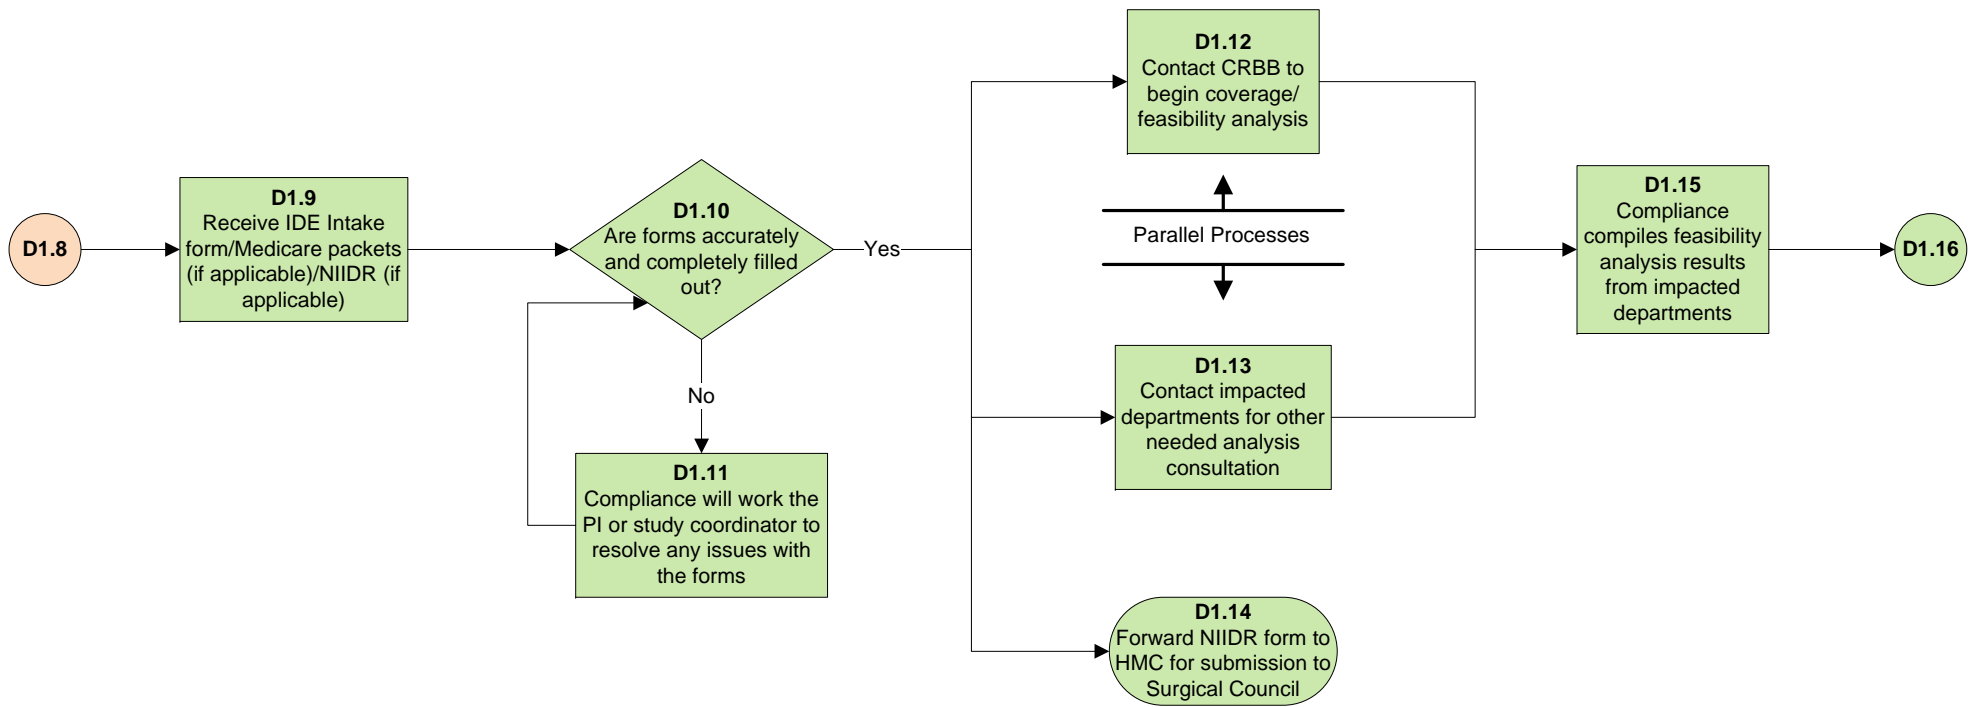 D1.8
D1.9
Receive IDE Intake
form/Medicare packets
(if applicable)/NIIDR (if
applicable)
D1.10
Are forms accurately
and completely filled
out?
Yes
No
D1.11
Compliance will work the
PI or study coordinator to
resolve any issues with
the forms
D1.12
Contact CRBB to
begin coverage/
feasibility analysis
Parallel Processes
D1.13
Contact impacted
departments for other
needed analysis
consultation
D1.14
Forward NIIDR form to
HMC for submission to
Surgical Council
D1.15
Compliance
compiles feasibility
analysis results
from impacted
departments
D1.16